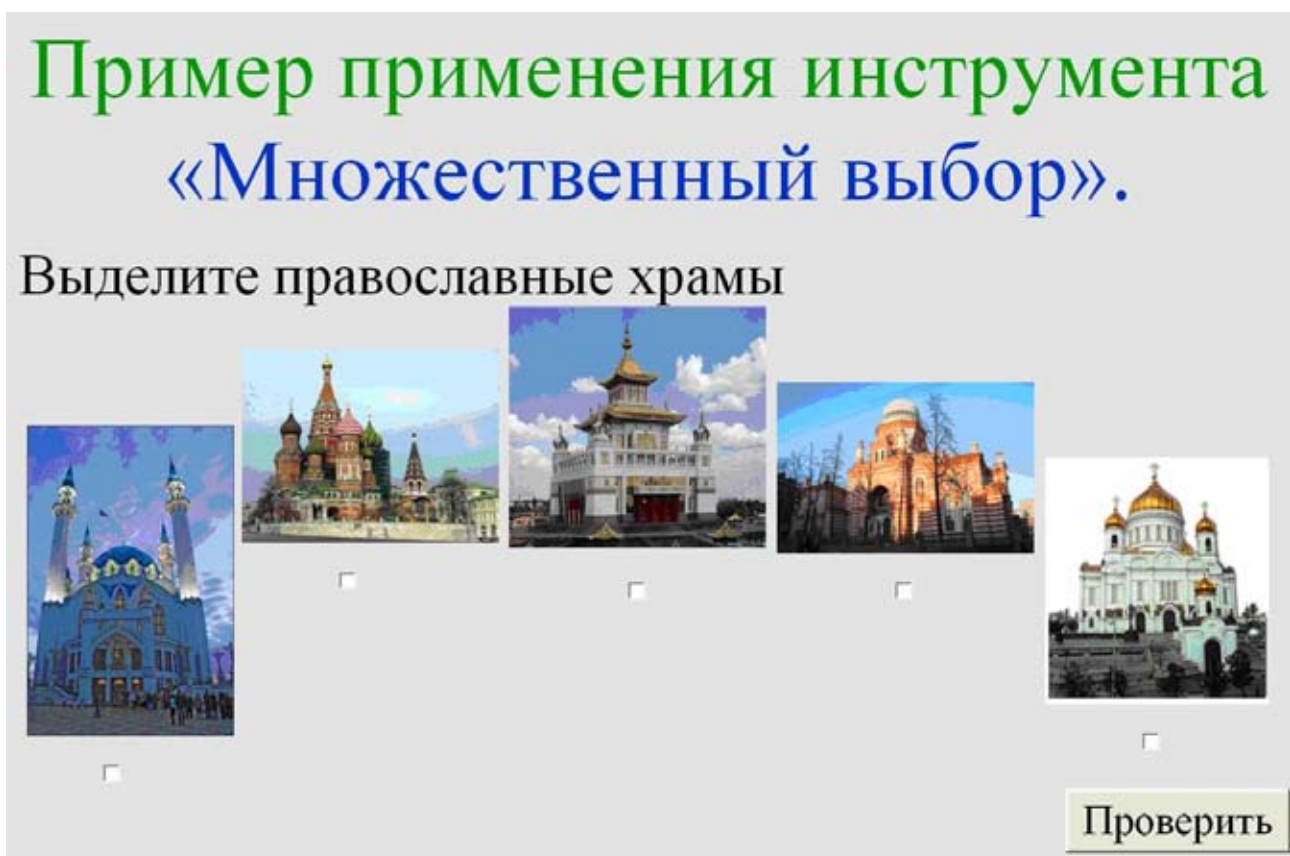 Пример применения инструмента
«Множественный выбор».
Выделите православные храмы
Проверить